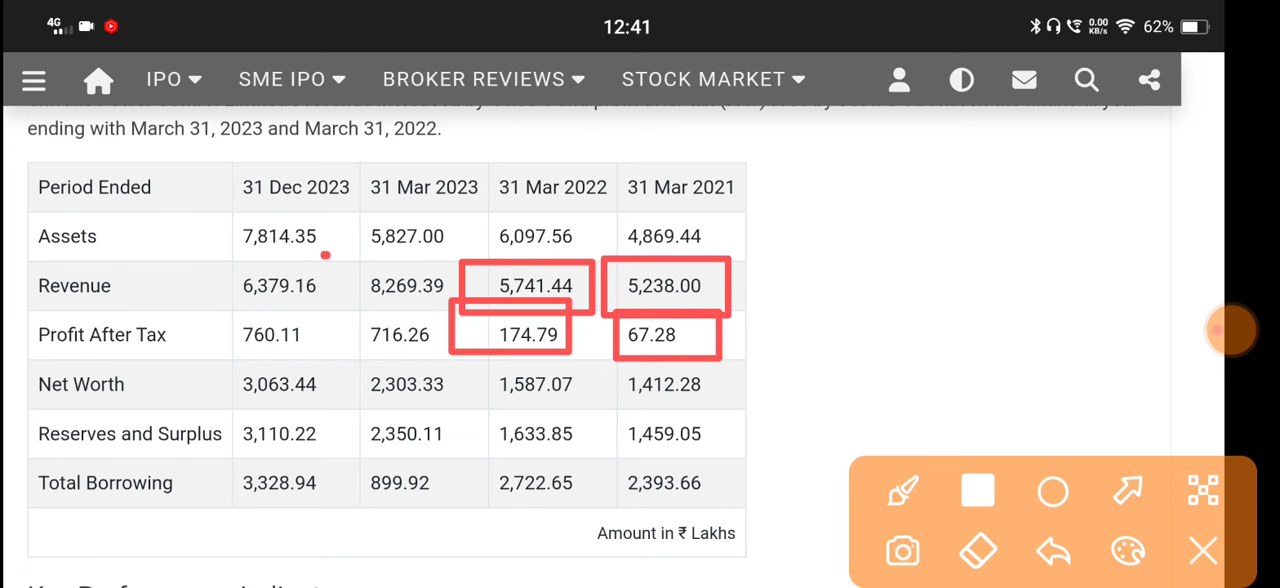 4G 12:41 0.00 KB/s 62%
IPO SME IPO BROKER REVIEWS STOCK MARKET
ending with March 31, 2023 and March 31, 2022.
Period Ended 31 Dec 2023 31 Mar 2023 31 Mar 2022 31 Mar 2021
Assets 7,814.35 5,827.00 6,097.56 4,869.44
Revenue 6,379.16 8,269.39 5,741.44 5,238.00
Profit After Tax 760.11 716.26 174.79 67.28
Net Worth 3,063.44 2,303.33 1,587.07 1,412.28
Reserves and Surplus 3,110.22 2,350.11 1,633.85 1,459.05
Total Borrowing 3,328.94 899.92 2,722.65 2,393.66
Amount in ₹ Lakhs